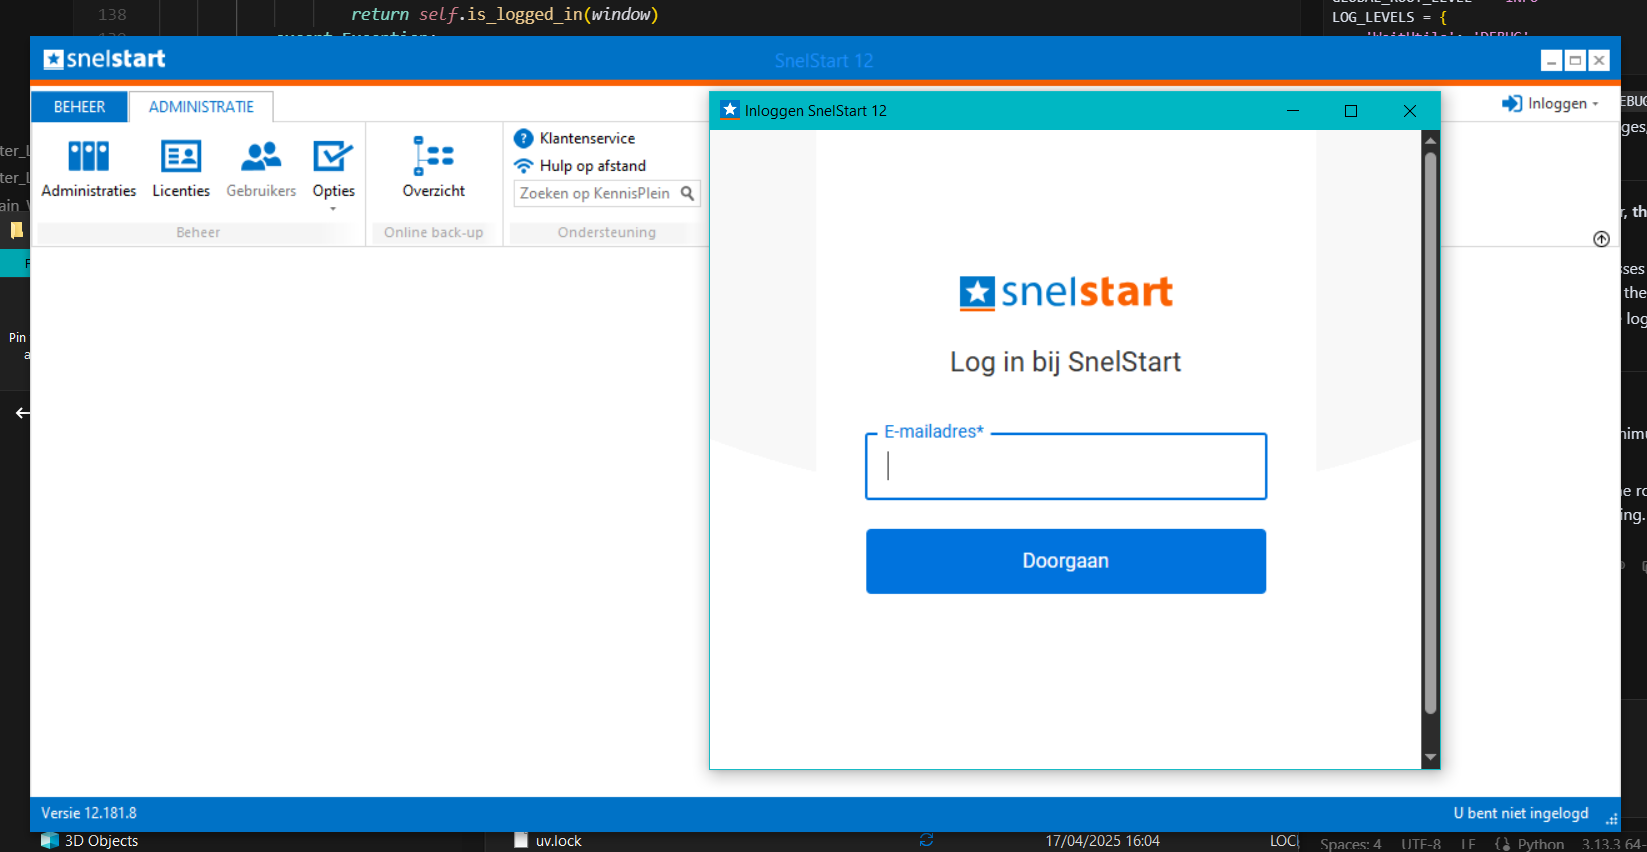 138
return self.is_logged_in(window)
LOG_LEVELS = {
snelstart
SnelStart 12
BEHEER
ADMINISTRATIE
Inloggen
Administraties
Licenties
Gebruikers
Opties
Beheer
Overzicht
Online back-up
Klantenservice
Hulp op afstand
Zoeken op KennisPlein
Ondersteuning
Inloggen SnelStart 12
snelstart
Log in bij SnelStart
E-mailadres*
Doorgaan
Pin
Versie 12.181.8
U bent niet ingelogd
3D Objects
uv.lock
17/04/2025 16:04
LOC
Spaces: 4
UTF-8
LF
Python
3.13.3 64-